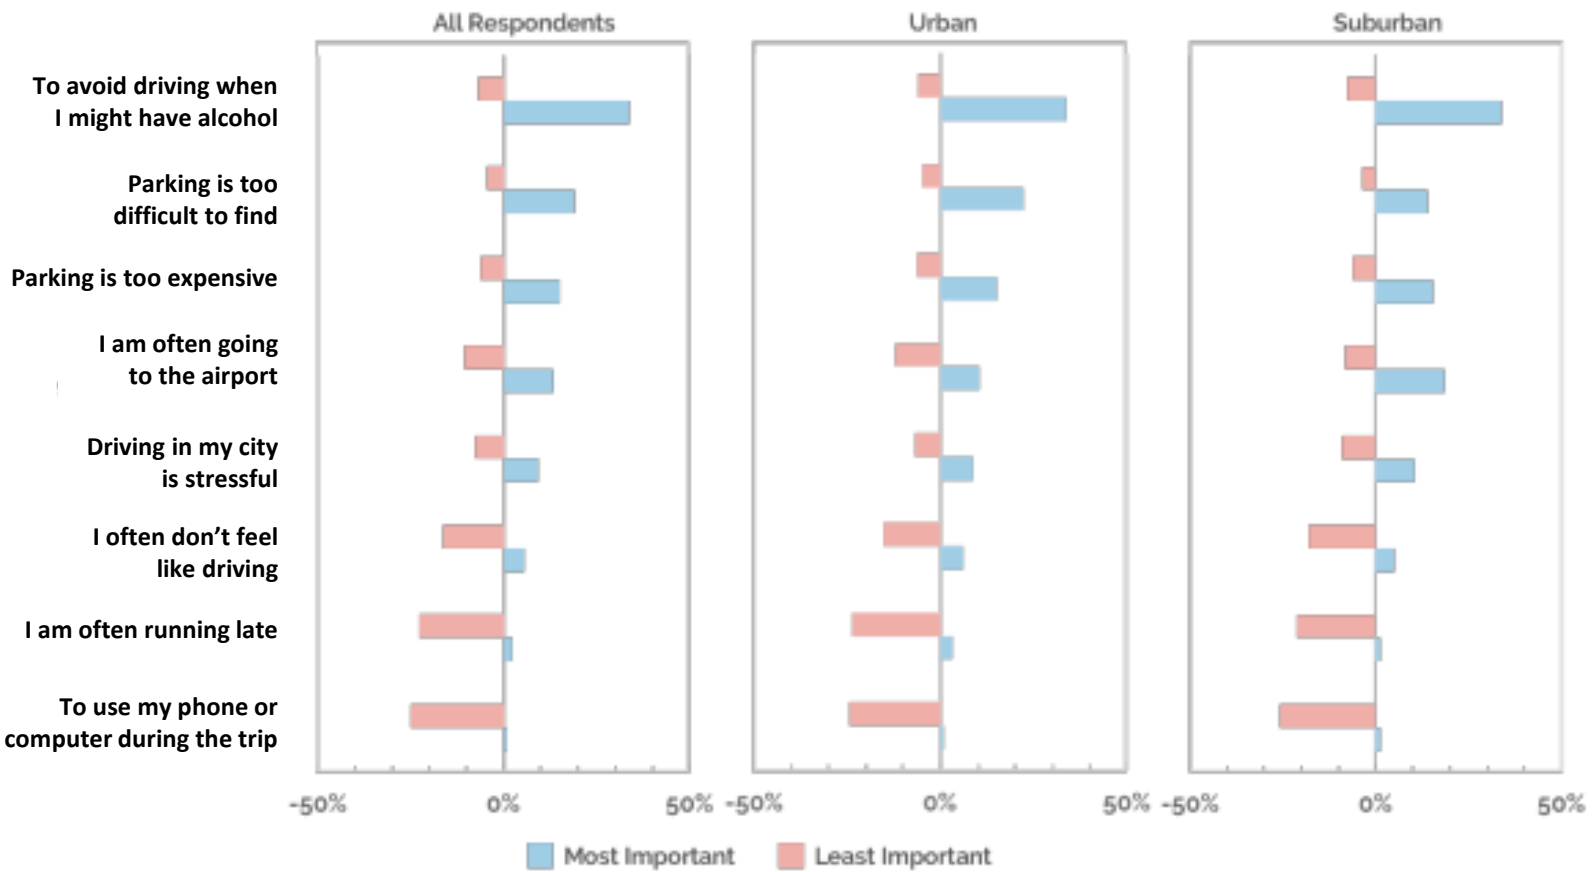 All Respondents
Urban
Suburban
To avoid driving when
I might have alcohol
Parking is too
difficult to find
Parking is too expensive
I am often going
to the airport
Driving in my city
is stressful
I often don’t feel
like driving
I am often running late
To use my phone or
computer during the trip
-50% 0% 50%
-50% 0% 50%
-50% 0% 50%
Most Important
Least Important